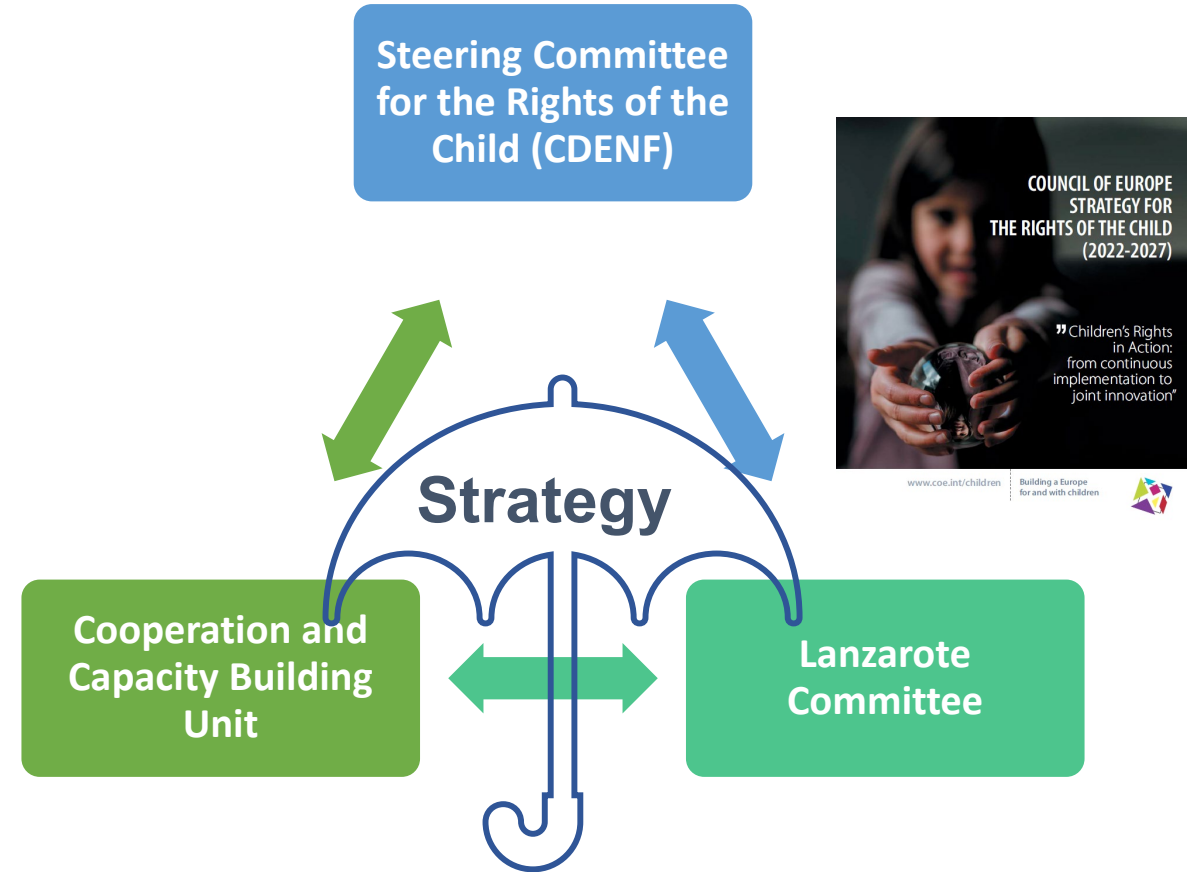 Steering Committee
for the Rights of the
Child (CDENF)
COUNCIL OF EUROPE
STRATEGY FOR
THE RIGHTS OF THE CHILD
(2022-2027)
"Children's Rights
in Action:
from continuous
implementation to
joint innovation"
www.coe.int/children
Building a Europe
for and with children
Strategy
Cooperation and
Capacity Building
Unit
Lanzarote
Committee